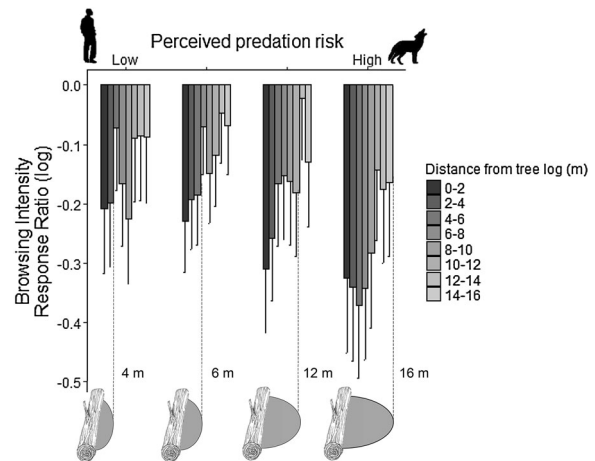 Perceived predation risk
Low High
0.0
-0.1
-0.2
-0.3
-0.4
-0.5
Browsing Intensity
Response Ratio (log)
4 m 6 m 12 m 16 m
Distance from tree log (m)
0-2
2-4
4-6
6-8
8-10
10-12
12-14
14-16